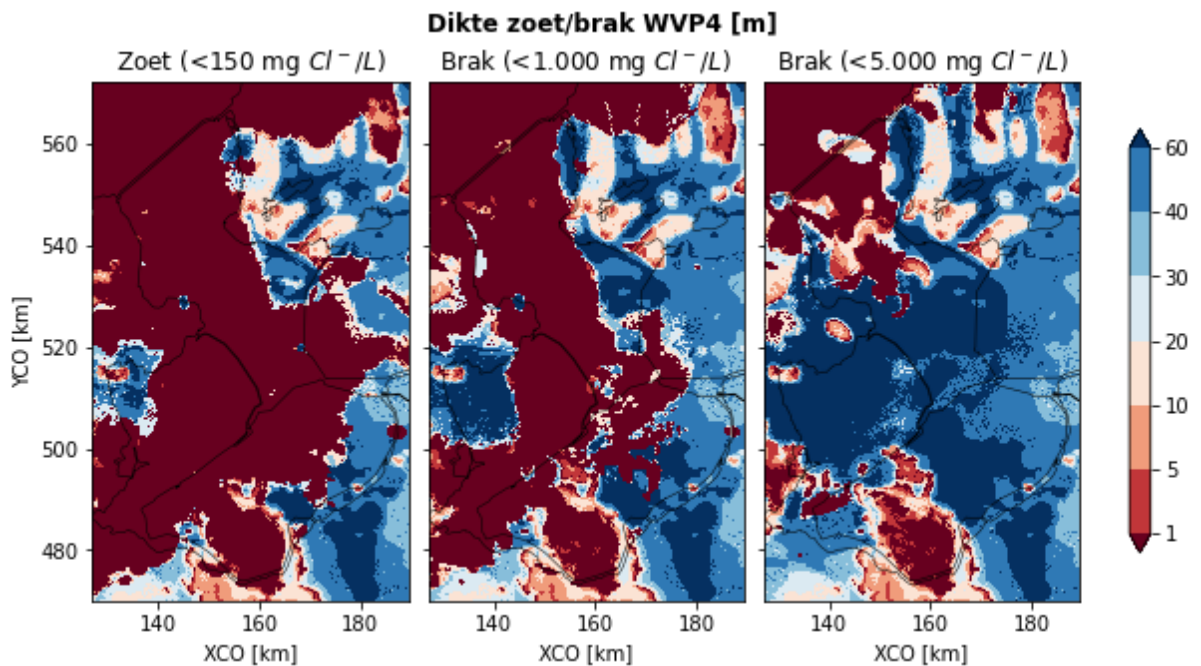 Dikte zoet/brak WVP4 [m]
Zoet (<150 mg Cl⁻/L)
Brak (<1.000 mg Cl⁻/L)
Brak (<5.000 mg Cl⁻/L)
YCO [km]
560
540
520
500
480
140 160 180
140 160 180
140 160 180
XCO [km]
XCO [km]
XCO [km]
60
40
30
20
10
5
1